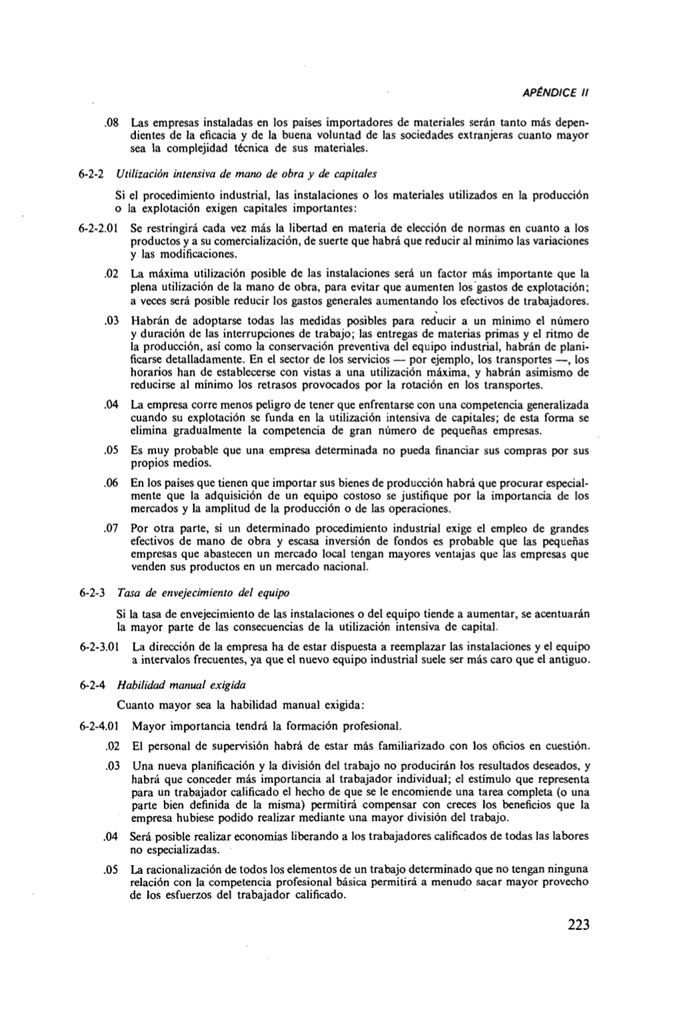 APÉNDICE II
.08 Las empresas instaladas en los países importadores de materiales serán tanto más depen-
dientes de la eficacia y de la buena voluntad de las sociedades extranjeras cuanto mayor
sea la complejidad técnica de sus materiales.
6-2-2 Utilización intensiva de mano de obra y de capitales
Si el procedimiento industrial, las instalaciones o los materiales utilizados en la producción
o la explotación exigen capitales importantes:
6-2-2.01 Se restringirá cada vez más la libertad en materia de elección de normas en cuanto a los
productos y a su comercialización, de suerte que habrá que reducir al mínimo las variaciones
y las modificaciones.
.02 La máxima utilización posible de las instalaciones será un factor más importante que la
plena utilización de la mano de obra, para evitar que aumenten los gastos de explotación;
a veces será posible reducir los gastos generales aumentando los efectivos de trabajadores.
.03 Habrán de adoptarse todas las medidas posibles para reducir a un mínimo el número
y duración de las interrupciones de trabajo; las entregas de materias primas y el ritmo de
la producción, así como la conservación preventiva del equipo industrial, habrán de plani-
ficarse detalladamente. En el sector de los servicios — por ejemplo, los transportes —, los
horarios han de establecerse con vistas a una utilización máxima, y habrán asimismo de
reducirse al mínimo los retrasos provocados por la rotación en los transportes.
.04 La empresa corre menos peligro de tener que enfrentarse con una competencia generalizada
cuando su explotación se funda en la utilización intensiva de capitales; de esta forma se
elimina gradualmente la competencia de gran número de pequeñas empresas.
.05 Es muy probable que una empresa determinada no pueda financiar sus compras por sus
propios medios.
.06 En los países que tienen que importar sus bienes de producción habrá que procurar especial-
mente que la adquisición de un equipo costoso se justifique por la importancia de los
mercados y la amplitud de la producción o de las operaciones.
.07 Por otra parte, si un determinado procedimiento industrial exige el empleo de grandes
efectivos de mano de obra y escasa inversión de fondos es probable que las pequeñas
empresas que abastecen un mercado local tengan mayores ventajas que las empresas que
venden sus productos en un mercado nacional.
6-2-3 Tasa de envejecimiento del equipo
Si la tasa de envejecimiento de las instalaciones o del equipo tiende a aumentar, se acentuarán
la mayor parte de las consecuencias de la utilización intensiva de capital.
6-2-3.01 La dirección de la empresa ha de estar dispuesta a reemplazar las instalaciones y el equipo
a intervalos frecuentes, ya que el nuevo equipo industrial suele ser más caro que el antiguo.
6-2-4 Habilidad manual exigida
Cuanto mayor sea la habilidad manual exigida:
6-2-4.01 Mayor importancia tendrá la formación profesional.
.02 El personal de supervisión habrá de estar más familiarizado con los oficios en cuestión.
.03 Una nueva planificación y la división del trabajo no producirán los resultados deseados, y
habrá que conceder más importancia al trabajador individual; el estímulo que representa
para un trabajador calificado el hecho de que se le encomiende una tarea completa (o una
parte bien definida de la misma) permitirá compensar con creces los beneficios que la
empresa hubiese podido realizar mediante una mayor división del trabajo.
.04 Será posible realizar economías liberando a los trabajadores calificados de todas las labores
no especializadas.
.05 La racionalización de todos los elementos de un trabajo determinado que no tengan ninguna
relación con la competencia profesional básica permitirá a menudo sacar mayor provecho
de los esfuerzos del trabajador calificado.
223